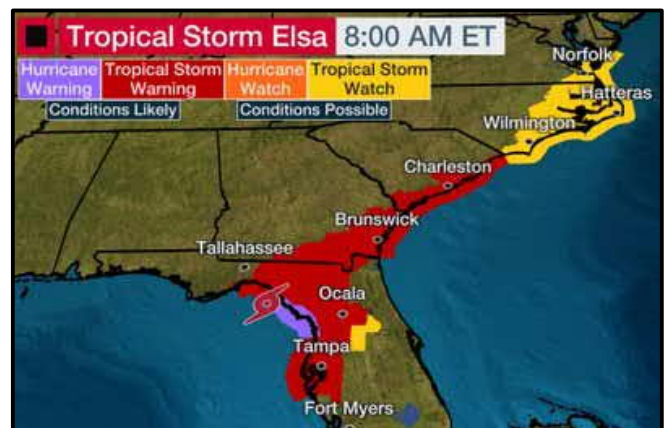 Tropical Storm Elsa 8:00 AM ET
Hurricane Warning
Tropical Storm Warning
Hurricane Watch
Tropical Storm Watch
Conditions Likely
Conditions Possible
Norfolk
Hatteras
Wilmington
Charleston
Brunswick
Tallahassee
Ocala
Tampa
Fort Myers